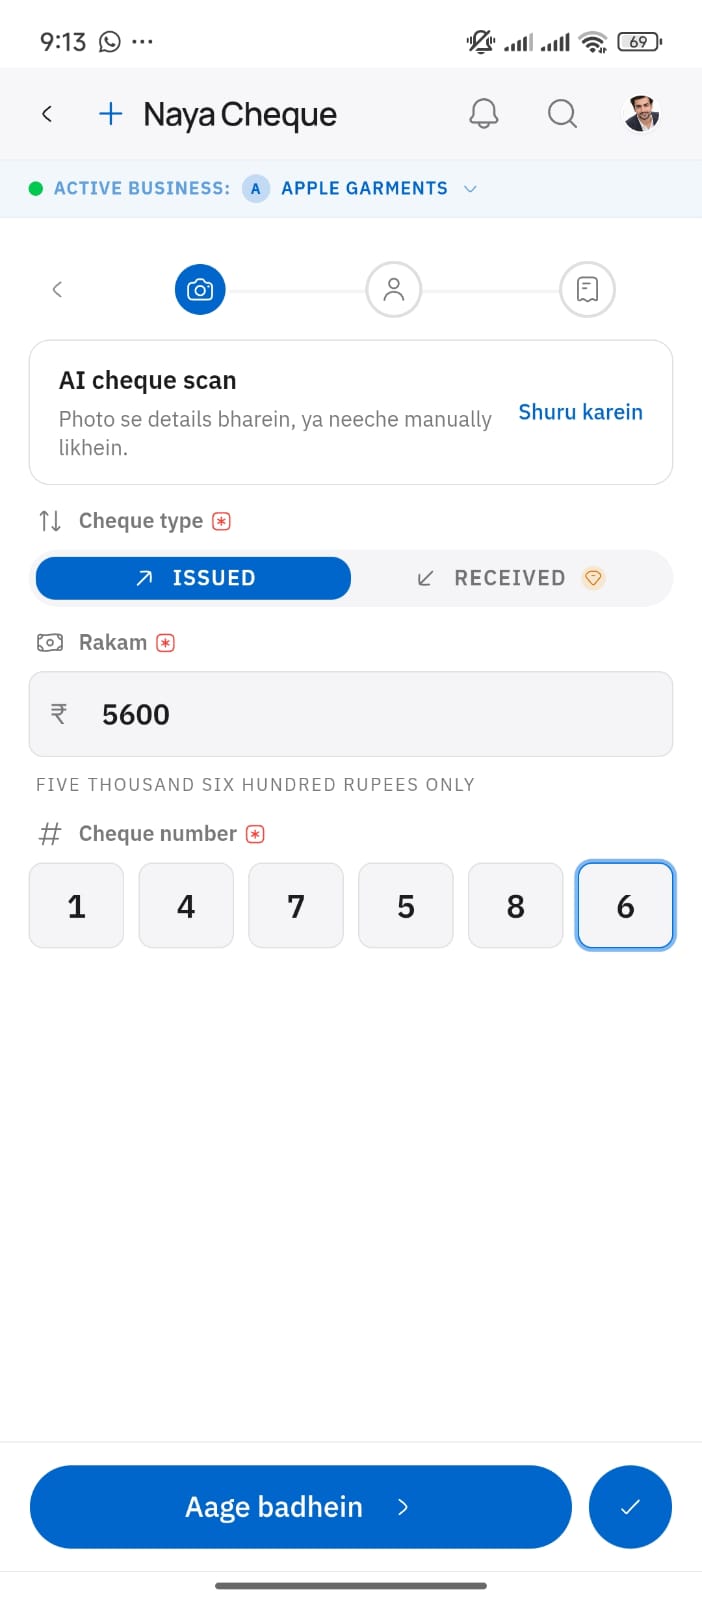 9:13
69
Naya Cheque
ACTIVE BUSINESS: A APPLE GARMENTS
AI cheque scan
Photo se details bharein, ya neeche manually
likhein.
Shuru karein
Cheque type *
ISSUED
RECEIVED
Rakam *
₹ 5600
FIVE THOUSAND SIX HUNDRED RUPEES ONLY
# Cheque number *
1 4 7 5 8 6
Aage badhein